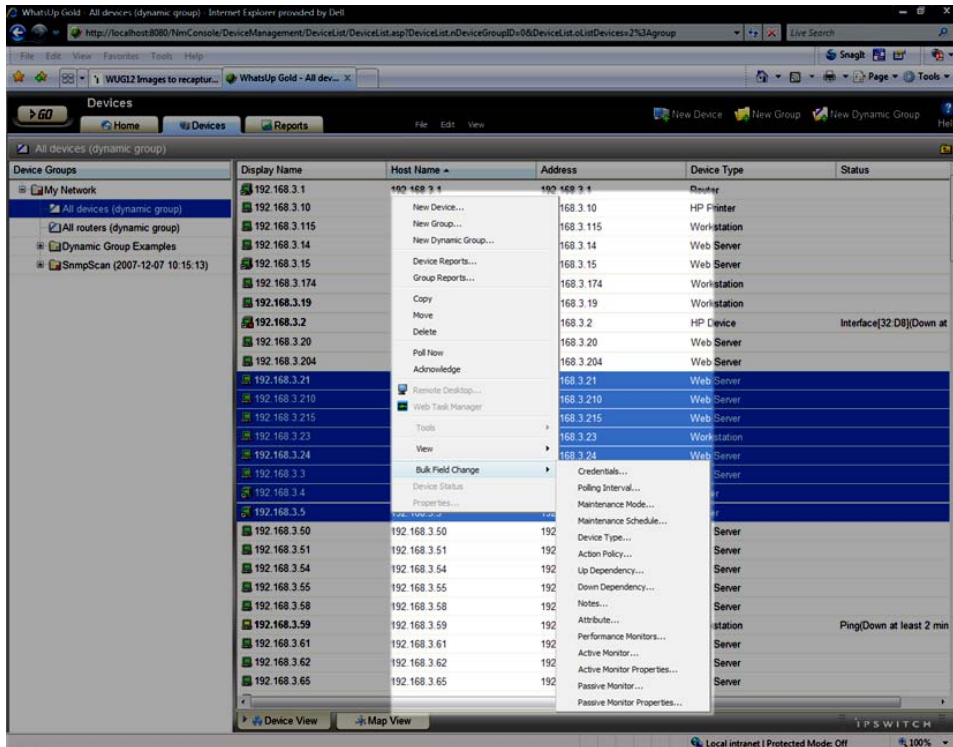 WhatsUp Gold - All devices (dynamic group) - Internet Explorer provided by Dell
http://localhost:8080/NmConsole/DeviceManagement/DeviceList/DeviceList.asp?DeviceList.nDeviceGroupID=0&DeviceList.oListDevices=2%3Agroup
Live Search
File Edit View Favorites Tools Help
SnagIt
WUG12 Images to recaptur...
WhatsUp Gold - All dev... X
Page
Tools
GO
Devices
Home
Devices
Reports
File Edit View
New Device
New Group
New Dynamic Group
Hel
All devices (dynamic group)
Device Groups
My Network
All devices (dynamic group)
All routers (dynamic group)
Dynamic Group Examples
SnmpScan (2007-12-07 10:15:13)
Display Name Host Name Address Device Type Status
192.168.3.1 192.168.3.1 192.168.3.1 Router
192.168.3.10 168.3.10 HP Printer
192.168.3.115 168.3.115 Workstation
192.168.3.14 168.3.14 Web Server
192.168.3.15 168.3.15 Web Server
192.168.3.174 168.3.174 Workstation
192.168.3.19 168.3.19 Workstation
192.168.3.2 168.3.2 HP Device Interface[32:D8](Down at
192.168.3.20 168.3.20 Web Server
192.168.3.204 168.3.204 Web Server
192.168.3.21 168.3.21 Web Server
192.168.3.210 168.3.210 Web Server
192.168.3.215 168.3.215 Web Server
192.168.3.23 168.3.23 Workstation
192.168.3.24 168.3.24 Web Server
192.168.3.3 Server
192.168.3.4 er
192.168.3.5 er
192.168.3.50 192.168.3.50 192 Server
192.168.3.51 192.168.3.51 192 Server
192.168.3.54 192.168.3.54 192 Server
192.168.3.55 192.168.3.55 192 Server
192.168.3.58 192.168.3.58 192 Server
192.168.3.59 192.168.3.59 192 station Ping(Down at least 2 min
192.168.3.61 192.168.3.61 192 Server
192.168.3.62 192.168.3.62 192 Server
192.168.3.65 192.168.3.65 192 Server
New Device...
New Group...
New Dynamic Group...
Device Reports...
Group Reports...
Copy
Move
Delete
Poll Now
Acknowledge
Remote Desktop...
Web Task Manager
Tools
View
Bulk Field Change
Device Status
Properties...
Credentials...
Polling Interval...
Maintenance Mode...
Maintenance Schedule...
Device Type...
Action Policy...
Up Dependency...
Down Dependency...
Notes...
Attribute...
Performance Monitors...
Active Monitor...
Active Monitor Properties...
Passive Monitor...
Passive Monitor Properties...
Device View
Map View
IPSWITCH
Local intranet | Protected Mode: Off
100%